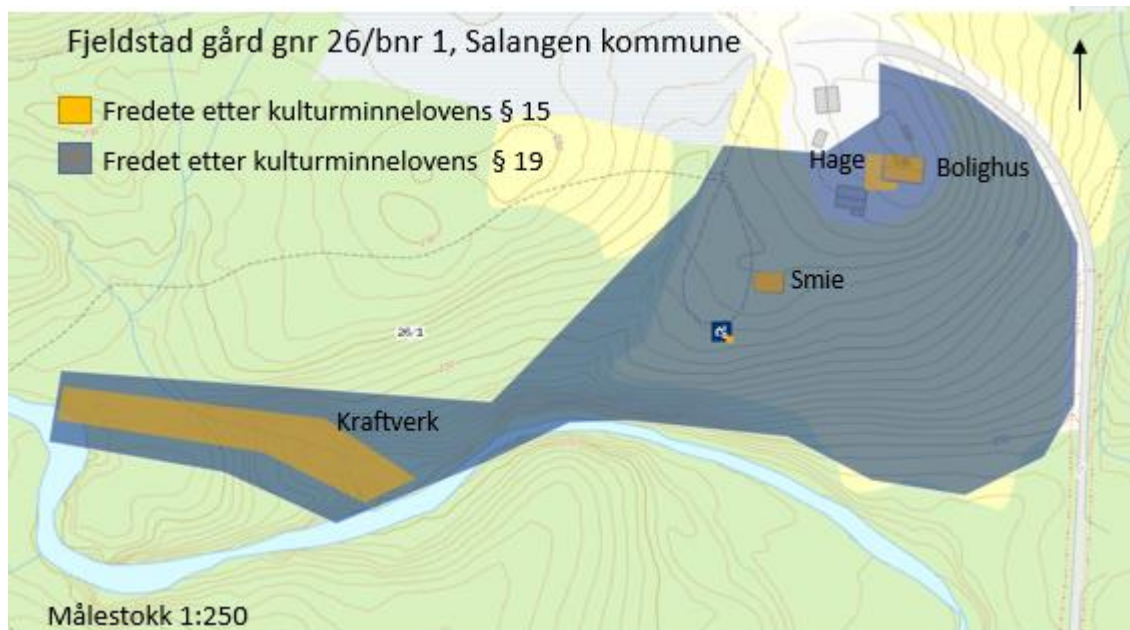 Fjeldstad gård gnr 26/bnr 1, Salangen kommune
Fredete etter kulturminnelovens § 15
Fredet etter kulturminnelovens § 19
Hage
Bolighus
Smie
26/1
Kraftverk
Målestokk 1:250